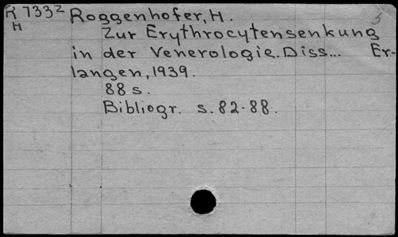 R 7332 Roggenhofer, H.
H
Zur Erythrocytensenkung
in der Venerologie. Diss... Er-
langen, 1939.
88 s.
Bibliogr. s. 82-88.